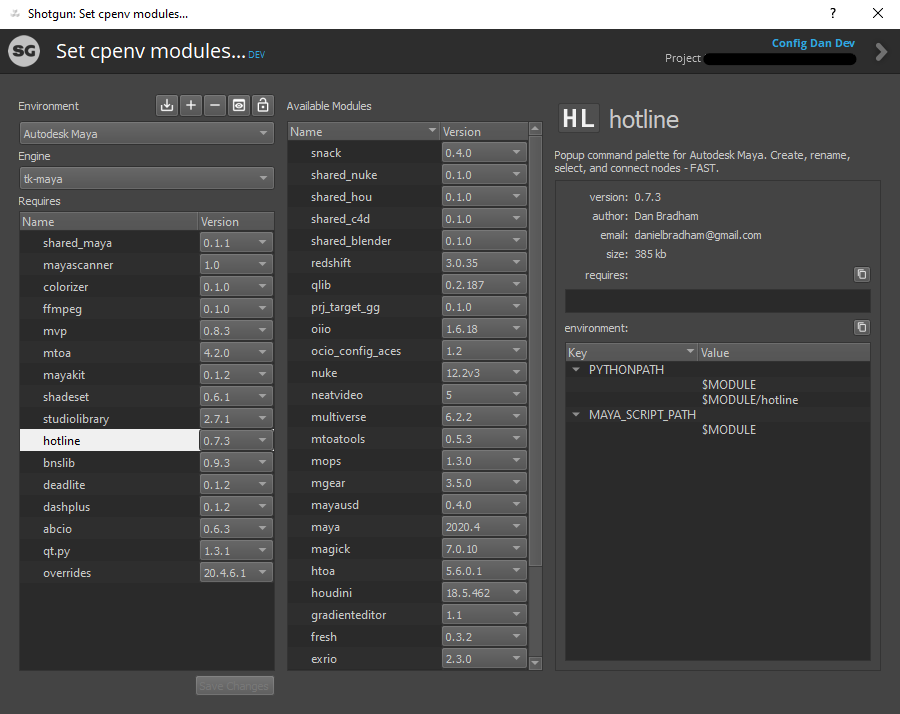 Shotgun: Set cpenv modules...
?
SG
Set cpenv modules... DEV
Config Dan Dev
Project
Environment
Autodesk Maya
Engine
tk-maya
Requires
Name Version
shared_maya 0.1.1
mayascanner 1.0
colorizer 0.1.0
ffmpeg 0.1.0
mvp 0.8.3
mtoa 4.2.0
mayakit 0.1.2
shadeset 0.6.1
studiolibrary 2.7.1
hotline 0.7.3
bnslib 0.9.3
deadlite 0.1.2
dashplus 0.1.2
abcio 0.6.3
qt.py 1.3.1
overrides 20.4.6.1
Save Changes
Available Modules
Name Version
snack 0.4.0
shared_nuke 0.1.0
shared_hou 0.1.0
shared_c4d 0.1.0
shared_blender 0.1.0
redshift 3.0.35
qlib 0.2.187
prj_target_gg 0.1.0
oiio 1.6.18
ocio_config_aces 1.2
nuke 12.2v3
neatvideo 5
multiverse 6.2.2
mtoatools 0.5.3
mops 1.3.0
mgear 3.5.0
mayausd 0.4.0
maya 2020.4
magick 7.0.10
htoa 5.6.0.1
houdini 18.5.462
gradienteditor 1.1
fresh 0.3.2
exrio 2.3.0
HL hotline
Popup command palette for Autodesk Maya. Create, rename,
select, and connect nodes - FAST.
version: 0.7.3
author: Dan Bradham
email: danielbradham@gmail.com
size: 385 kb
requires:
environment:
Key Value
PYTHONPATH
$MODULE
$MODULE/hotline
MAYA_SCRIPT_PATH
$MODULE